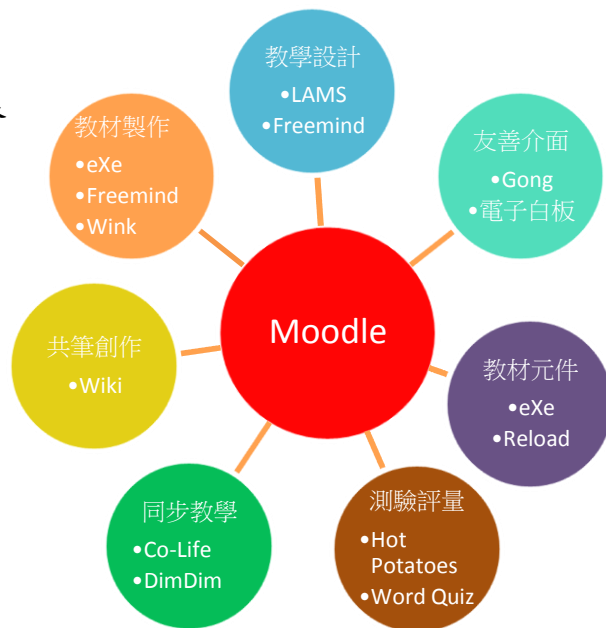 教學設計
•LAMS
•Freemind
教材製作
•eXe
•Freemind
•Wink
友善介面
•Gong
•電子白板
Moodle
共筆創作
•Wiki
教材元件
•eXe
•Reload
同步教學
•Co-Life
•DimDim
測驗評量
•Hot
Potatoes
•Word Quiz